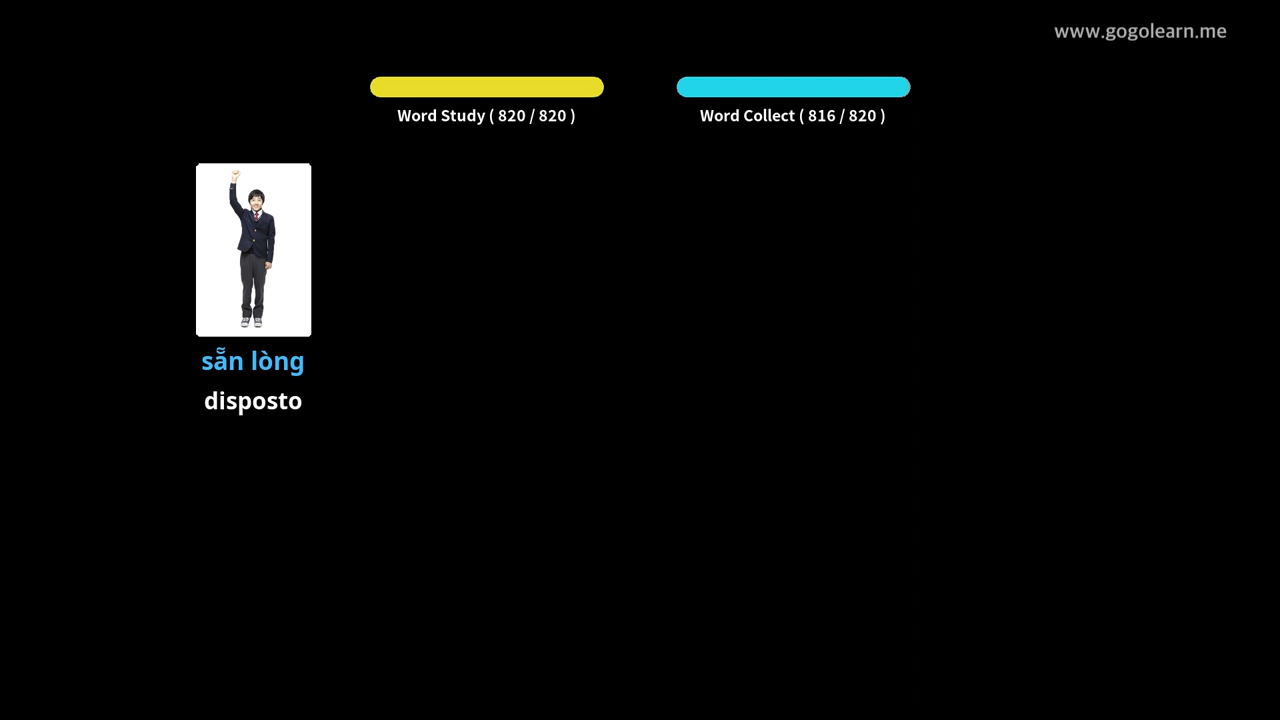 www.gogolearn.me
Word Study ( 820 / 820 )
Word Collect ( 816 / 820 )
sẵn lòng
disposto